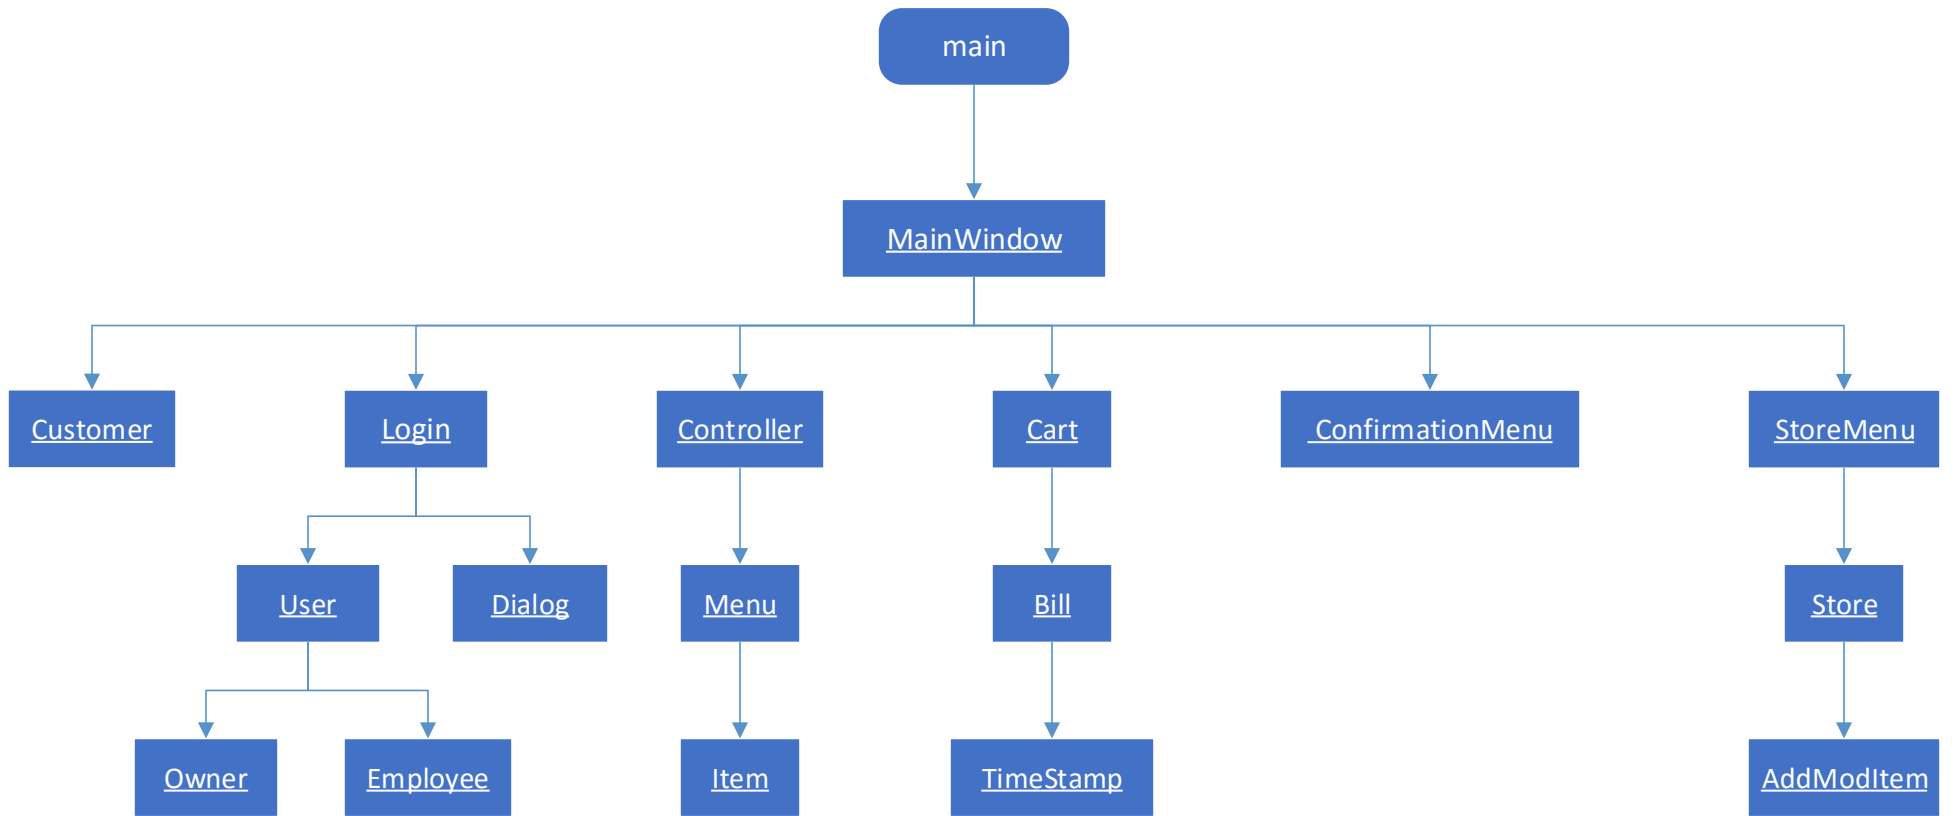 main
MainWindow
Customer
Login
Controller
Cart
ConfirmationMenu
StoreMenu
User
Dialog
Menu
Bill
Store
Owner
Employee
Item
TimeStamp
AddModItem